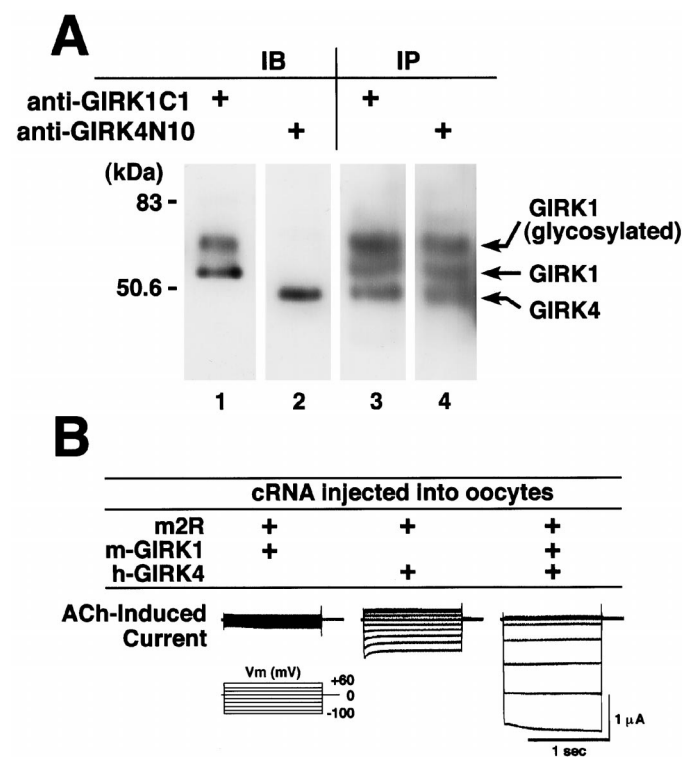 A
IB IP
anti-GIRK1C1 + +
anti-GIRK4N10 + +
(kDa)
83 -
50.6 -
GIRK1
(glycosylated)
GIRK1
GIRK4
1 2 3 4
B
cRNA injected into oocytes
m2R + + +
m-GIRK1 + +
h-GIRK4 + +
ACh-Induced
Current
Vm (mV)
+60
0
-100
1 μA
1 sec